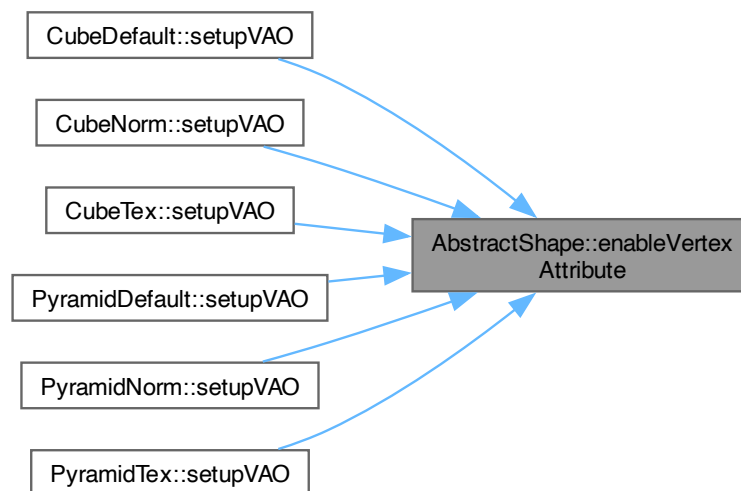 CubeDefault::setupVAO
CubeNorm::setupVAO
CubeTex::setupVAO
AbstractShape::enableVertex
Attribute
PyramidDefault::setupVAO
PyramidNorm::setupVAO
PyramidTex::setupVAO